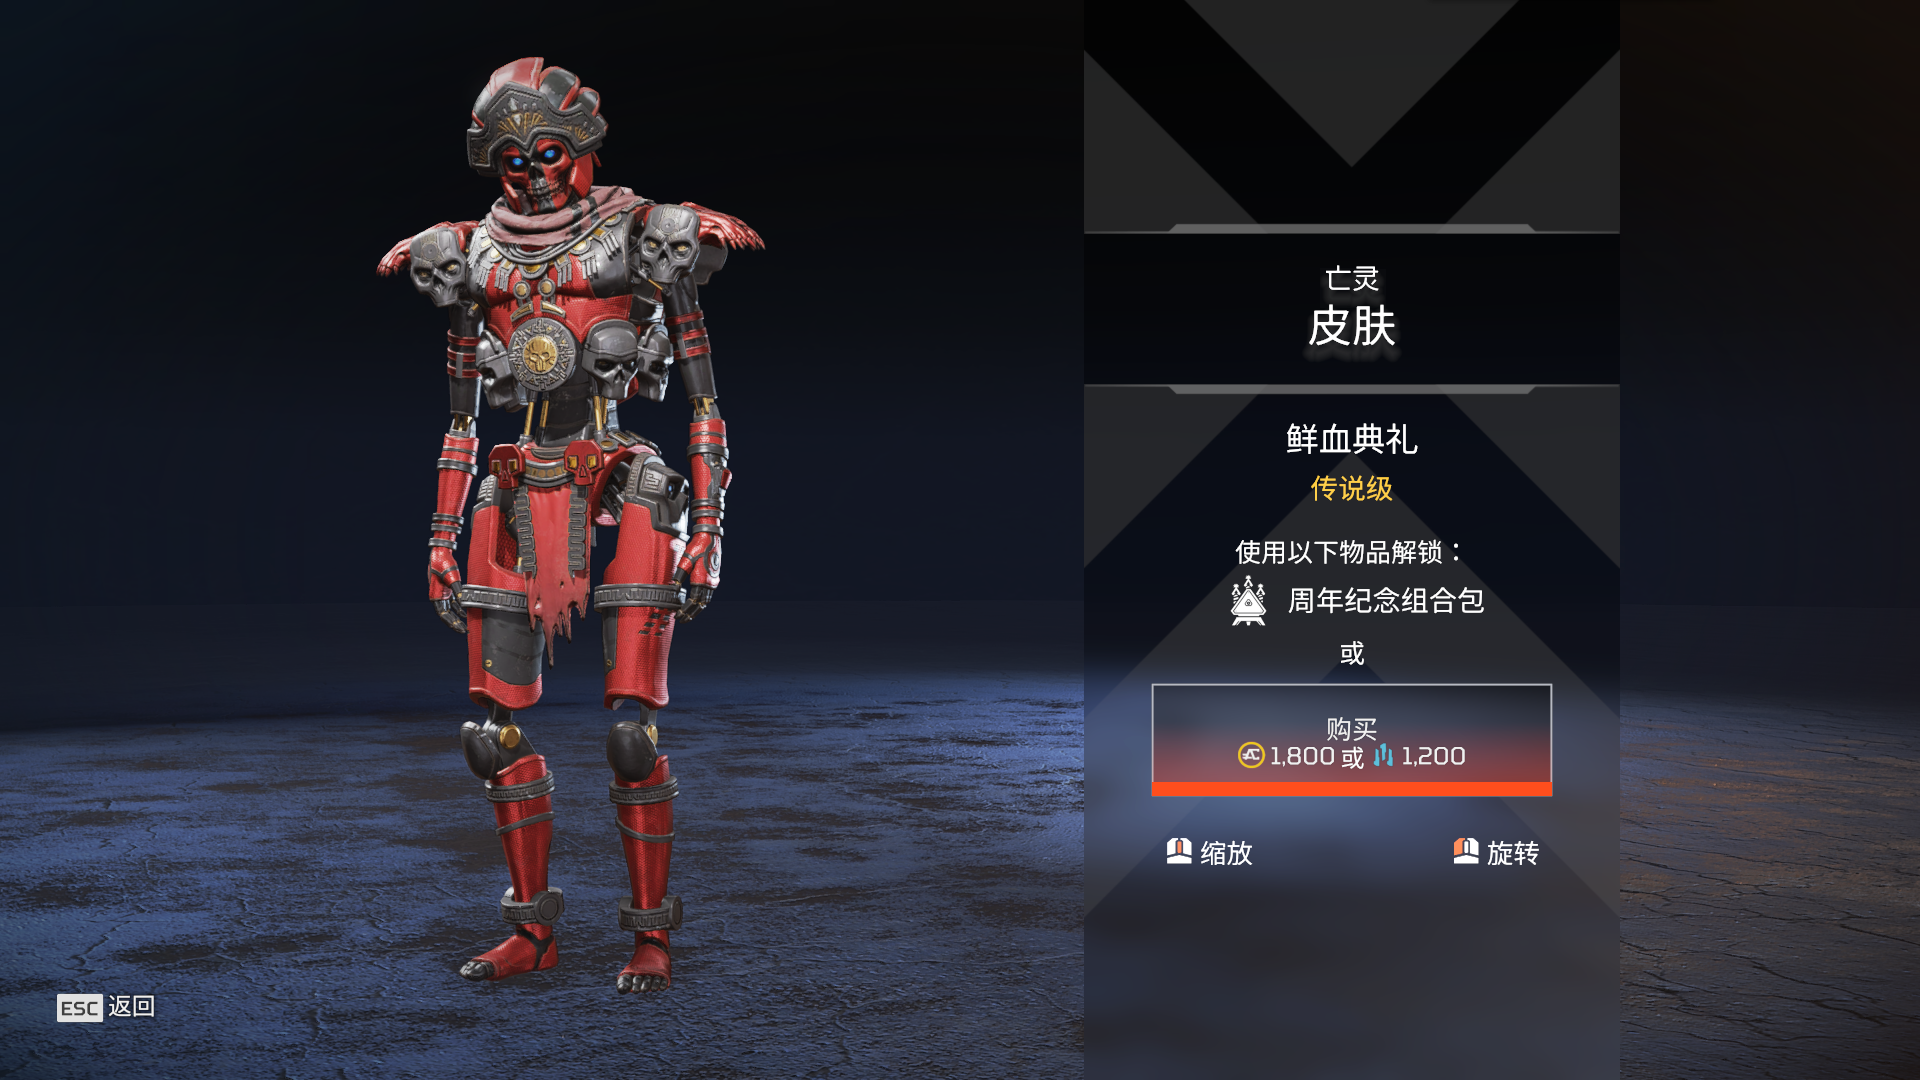 亡灵
皮肤
鲜血典礼
传说级
使用以下物品解锁：
周年纪念组合包
或
购买
1,800 或 1,200
缩放
旋转
ESC 返回